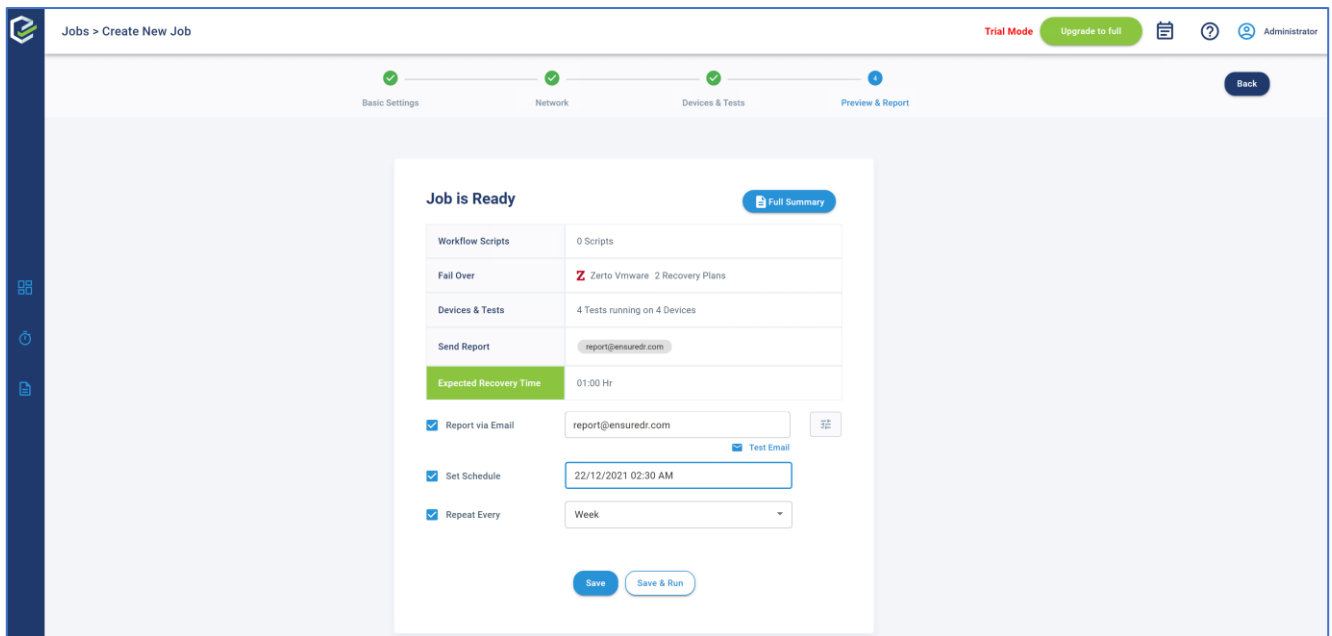 Jobs > Create New Job
Trial Mode
Upgrade to full
Administrator
4
Basic Settings
Network
Devices & Tests
Preview & Report
Back
Job is Ready
Full Summary
Workflow Scripts 0 Scripts
Fail Over Z Zerto Vmware 2 Recovery Plans
Devices & Tests 4 Tests running on 4 Devices
Send Report report@ensuredr.com
Expected Recovery Time 01:00 Hr
Report via Email report@ensuredr.com
Test Email
Set Schedule 22/12/2021 02:30 AM
Repeat Every Week
Save Save & Run